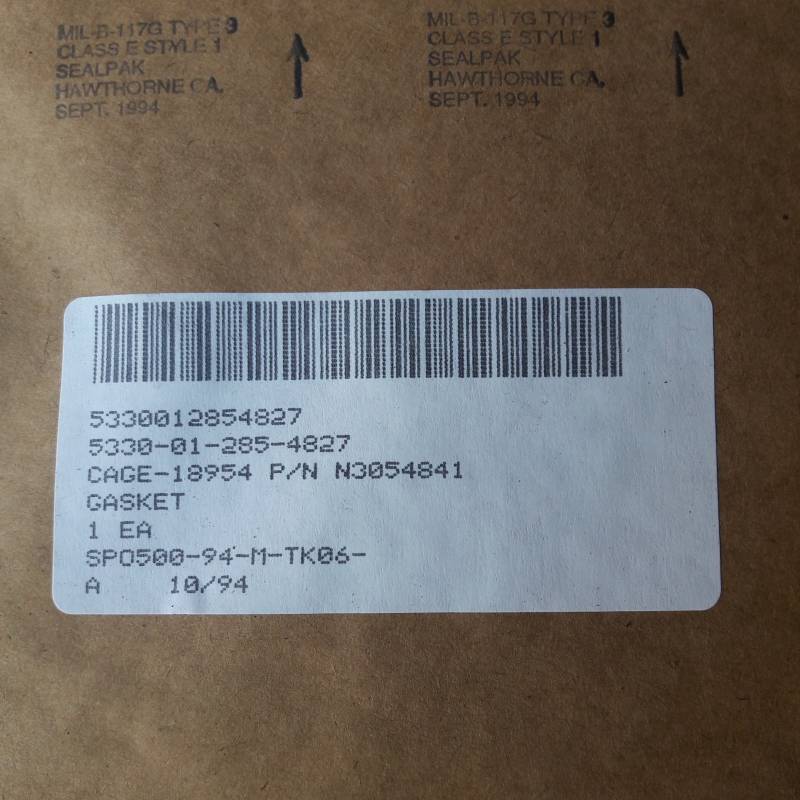 MIL-B-117G TYPE 3
CLASS E STYLE 1
SEALPAK
HAWTHORNE CA.
SEPT. 1994
MIL-B-117G TYPE 3
CLASS E STYLE 1
SEALPAK
HAWTHORNE CA.
SEPT. 1994
5330012854827
5330-01-285-4827
CAGE-18954 P/N N3054841
GASKET
1 EA
SPO500-94-M-TK06-
A 10/94